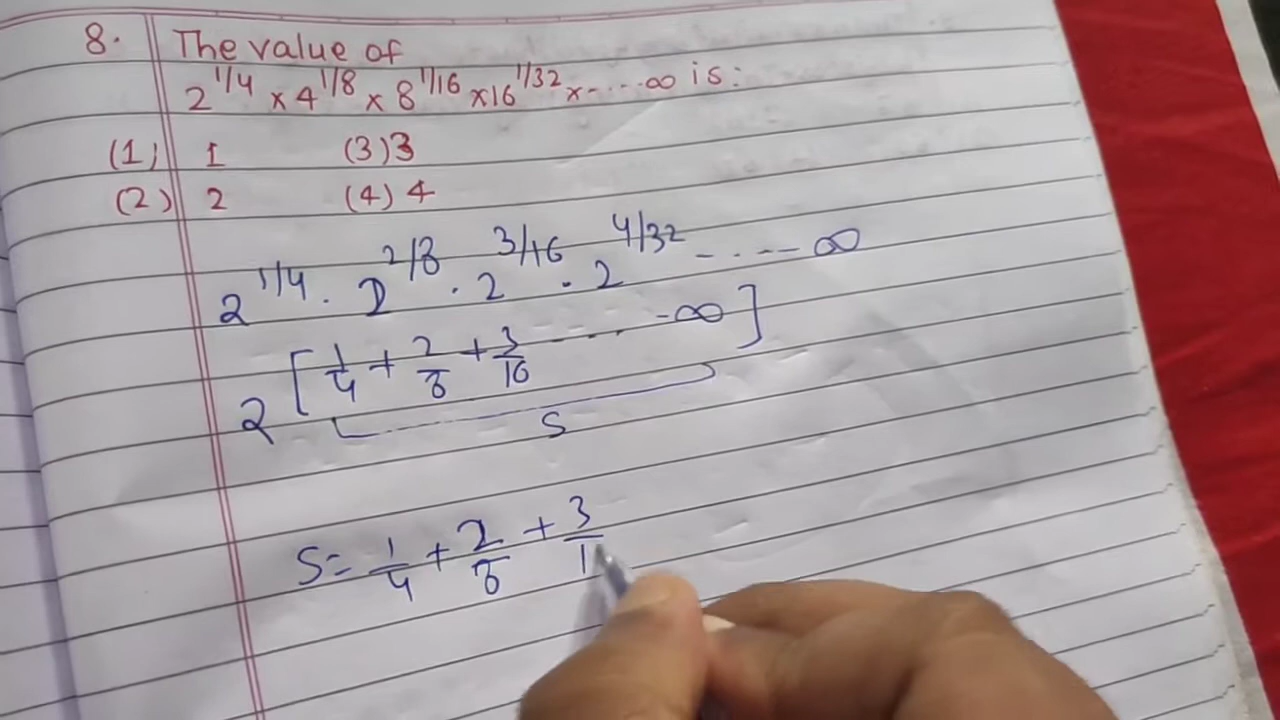 8. The value of
2^1/4 × 4^1/8 × 8^1/16 × 16^1/32 × ..... ∞ is:
(1) 1 (3) 3
(2) 2 (4) 4
2^1/4 . 2^2/8 . 2^3/16 . 2^4/32 - . -- ∞
2 [1/4 + 2/8 + 3/16 -- . . . -∞]
S
S= 1/4 + 2/8 + 3/1